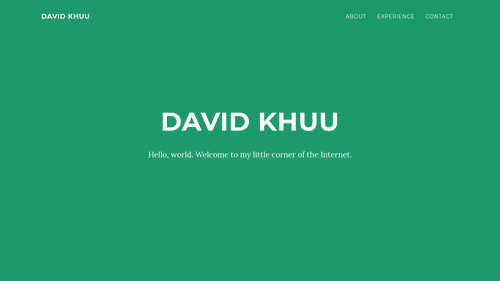 DAVID KHUU
ABOUT
EXPERIENCE
CONTACT
DAVID KHUU
Hello, world. Welcome to my little corner of the Internet.